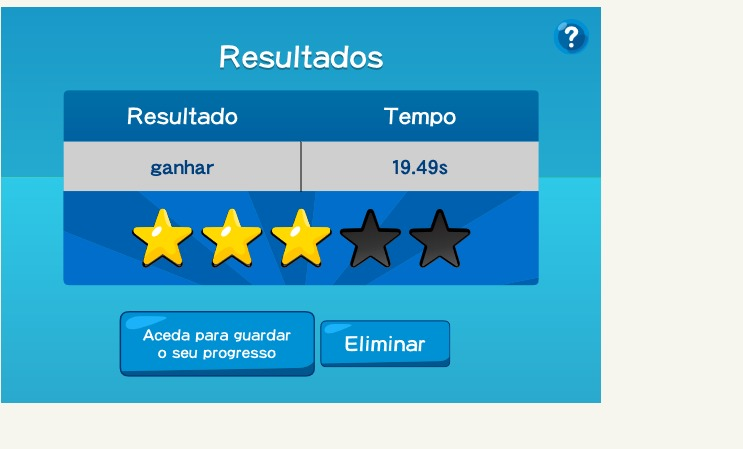 ?
Resultados
Resultado Tempo
ganhar 19.49s
Aceda para guardar
o seu progresso
Eliminar